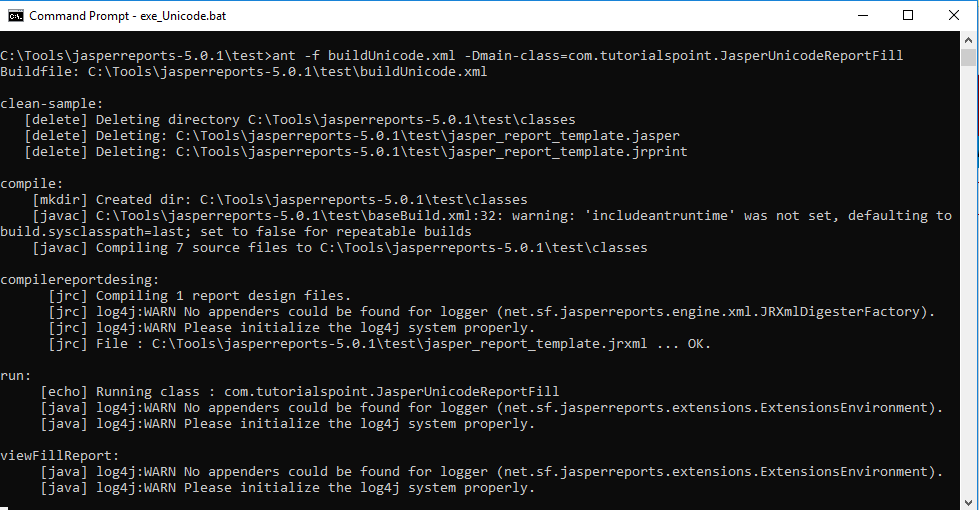 Command Prompt - exe_Unicode.bat
C:\Tools\jasperreports-5.0.1\test>ant -f buildUnicode.xml -Dmain-class=com.tutorialspoint.JasperUnicodeReportFill
Buildfile: C:\Tools\jasperreports-5.0.1\test\buildUnicode.xml
clean-sample:
[delete] Deleting directory C:\Tools\jasperreports-5.0.1\test\classes
[delete] Deleting: C:\Tools\jasperreports-5.0.1\test\jasper_report_template.jasper
[delete] Deleting: C:\Tools\jasperreports-5.0.1\test\jasper_report_template.jrprint
compile:
[mkdir] Created dir: C:\Tools\jasperreports-5.0.1\test\classes
[javac] C:\Tools\jasperreports-5.0.1\test\baseBuild.xml:32: warning: 'includeantruntime' was not set, defaulting to
build.sysclasspath=last; set to false for repeatable builds
[javac] Compiling 7 source files to C:\Tools\jasperreports-5.0.1\test\classes
compilereportdesing:
[jrc] Compiling 1 report design files.
[jrc] log4j:WARN No appenders could be found for logger (net.sf.jasperreports.engine.xml.JRXmlDigesterFactory).
[jrc] log4j:WARN Please initialize the log4j system properly.
[jrc] File : C:\Tools\jasperreports-5.0.1\test\jasper_report_template.jrxml ... OK.
run:
[echo] Running class : com.tutorialspoint.JasperUnicodeReportFill
[java] log4j:WARN No appenders could be found for logger (net.sf.jasperreports.extensions.ExtensionsEnvironment).
[java] log4j:WARN Please initialize the log4j system properly.
viewFillReport:
[java] log4j:WARN No appenders could be found for logger (net.sf.jasperreports.extensions.ExtensionsEnvironment).
[java] log4j:WARN Please initialize the log4j system properly.